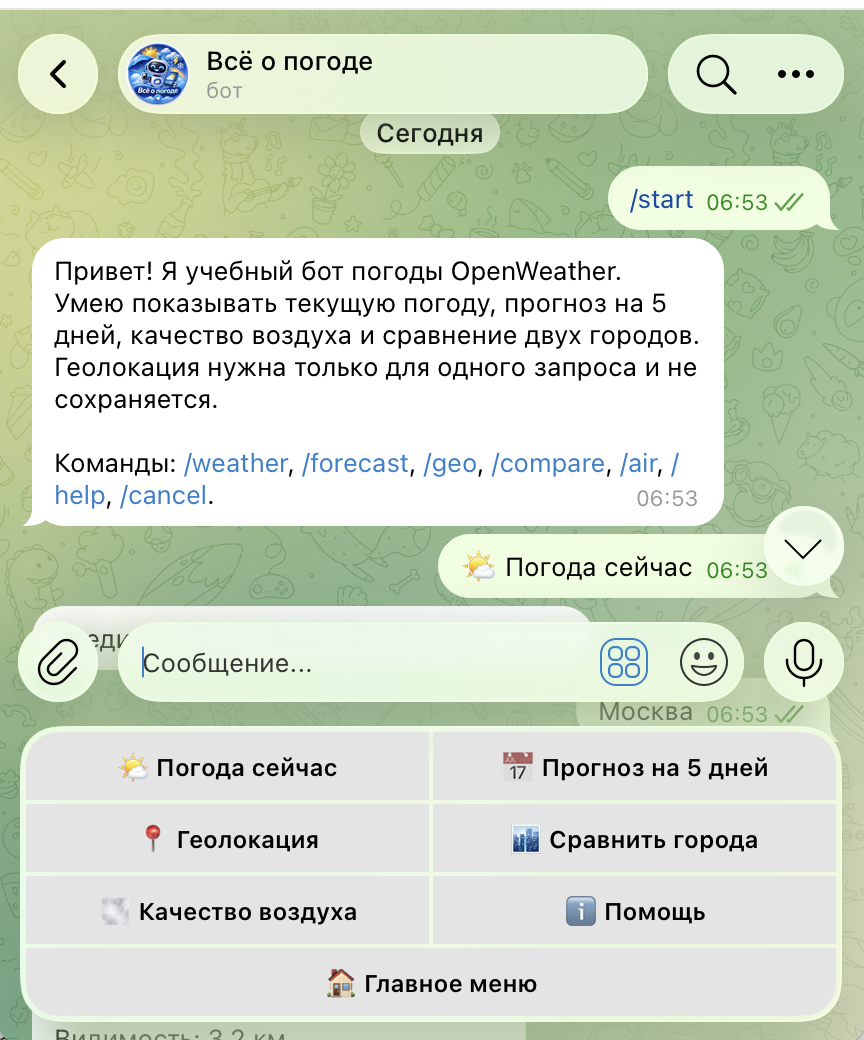 Всё о погоде
бот
Всё о погоде
Сегодня
/start 06:53
Привет! Я учебный бот погоды OpenWeather.
Умею показывать текущую погоду, прогноз на 5
дней, качество воздуха и сравнение двух городов.
Геолокация нужна только для одного запроса и не
сохраняется.
Команды: /weather, /forecast, /geo, /compare, /air, /
help, /cancel.
06:53
Погода сейчас 06:53
Сообщение...
Москва 06:53
Погода сейчас
17 Прогноз на 5 дней
Геолокация
Сравнить города
Качество воздуха
Помощь
Главное меню
Видимость: 3.2 км